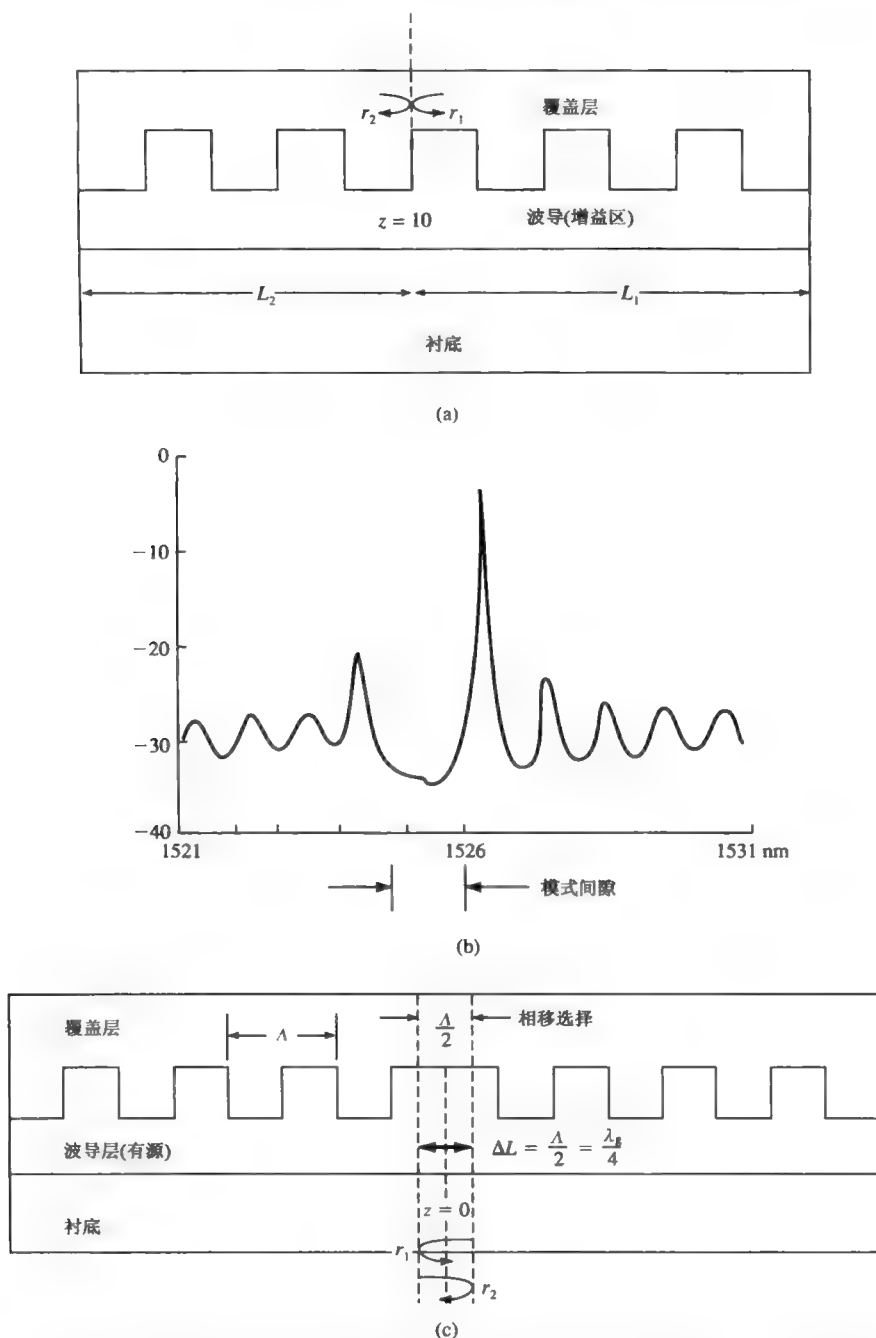 r₂ r₁ 覆盖层
z = 10 波导(增益区)
L₂ L₁
衬底
(a)
0
−10
−20
−30
−40
1521 1526 1531 nm
模式间隙
(b)
覆盖层 Λ Λ/2 相移选择
波导层(有源) ΔL = Λ/2 = λg/4
衬底 z = 0
r₁
r₂
(c)